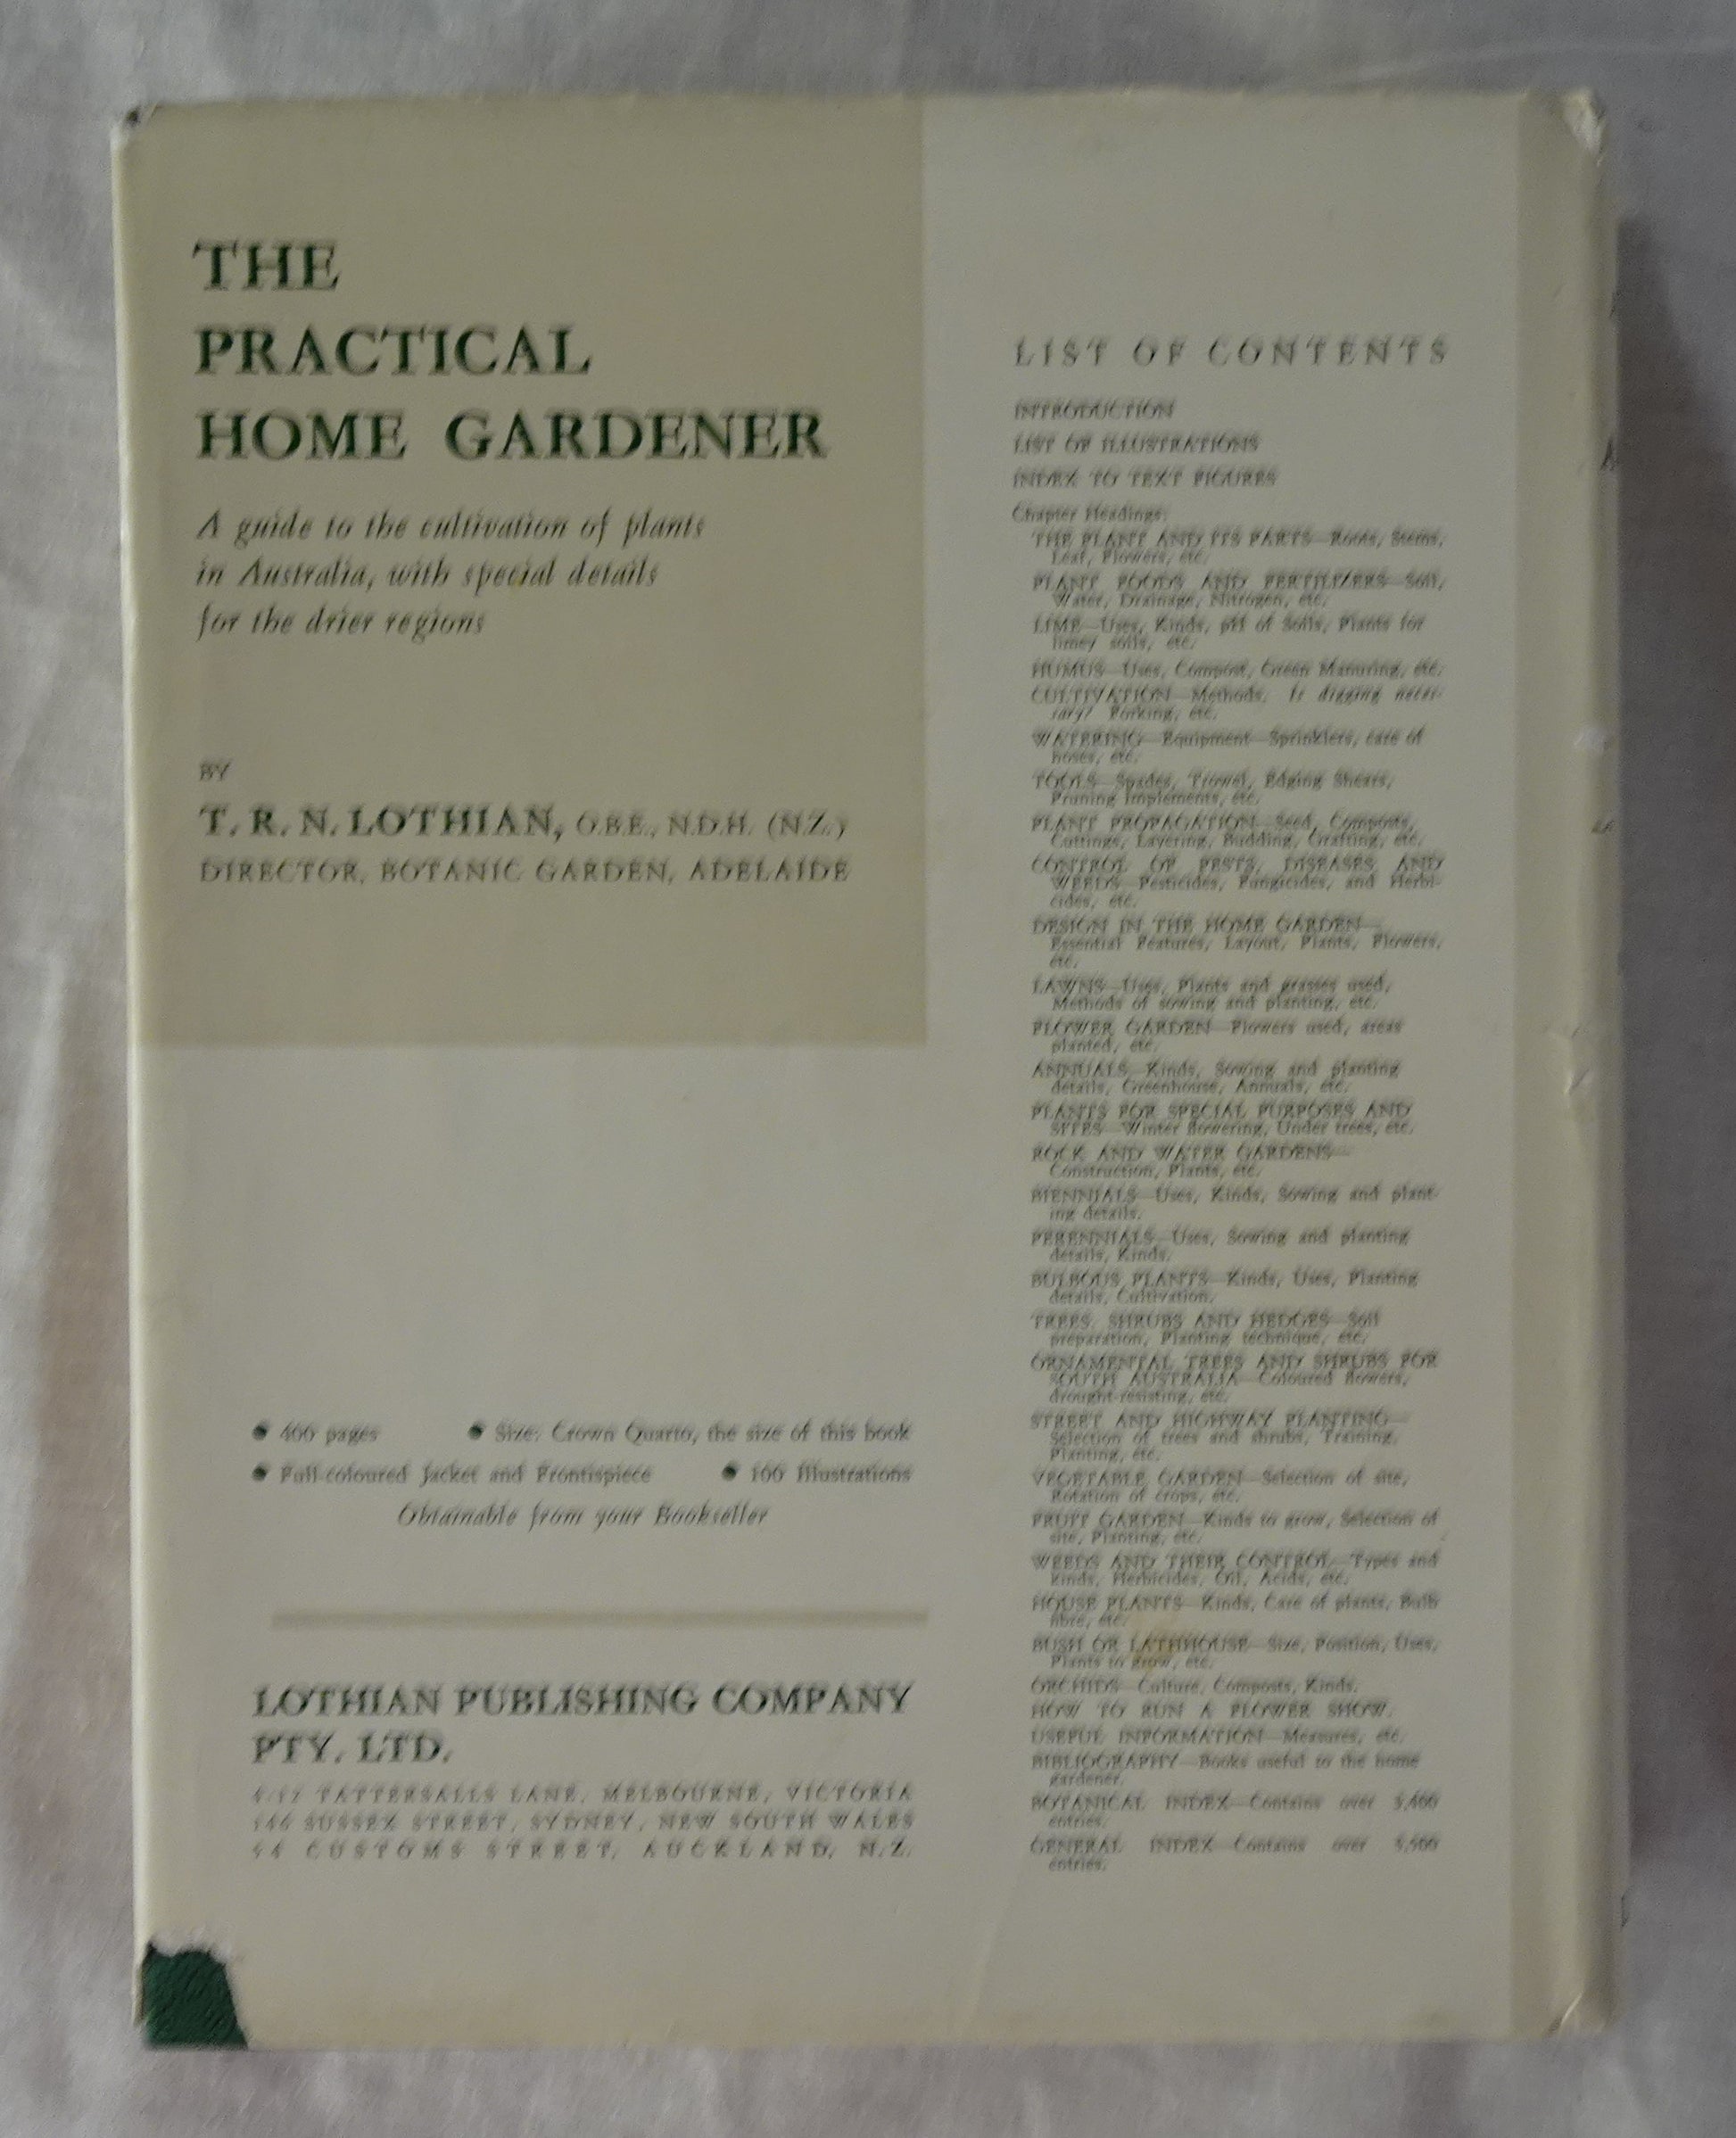 THE
PRACTICAL
HOME GARDENER
A guide to the cultivation of plants
in Australia, with special details
for the drier regions
BY
T. R. N. LOTHIAN, O.B.E., N.D.H. (N.Z.)
DIRECTOR, BOTANIC GARDEN, ADELAIDE
● 400 pages ● Size: Crown Quarto, the size of this book
● Full-coloured Jacket and Frontispiece ● 100 Illustrations
Obtainable from your Bookseller
LOTHIAN PUBLISHING COMPANY
PTY. LTD.
TATTERSALLS LANE, MELBOURNE, VICTORIA
SUSSEX STREET, SYDNEY, NEW SOUTH WALES
CUSTOMS STREET, AUCKLAND, N.Z.
LIST OF CONTENTS
INTRODUCTION
LIST OF ILLUSTRATIONS
INDEX TO TEXT FIGURES
Chapter Headings:
THE PLANT AND ITS PARTS—Roots, Stems,
Leaf, Flowers, etc.
PLANT FOODS AND FERTILIZERS—Soil,
Water, Drainage, Nitrogen, etc.
LIME—Uses, Kinds, pH of Soils, Plants for
limey soils, etc.
HUMUS—Uses, Compost, Green Manuring, etc.
CULTIVATION—Methods. Is digging neces-
sary? Forking, etc.
WATERING—Equipment—Sprinklers, care of
hoses, etc.
TOOLS—Spades, Trowel, Edging Shears,
Pruning Implements, etc.
PLANT PROPAGATION—Seed, Composts,
Cuttings, Layering, Budding, Grafting, etc.
CONTROL OF PESTS, DISEASES AND
WEEDS—Pesticides, Fungicides, and Herbi-
cides, etc.
DESIGN IN THE HOME GARDEN—
Essential Features, Layout, Plants, Flowers,
etc.
LAWNS—Uses, Plants and grasses used,
Methods of sowing and planting, etc.
FLOWER GARDEN—Flowers used, areas
planted, etc.
ANNUALS—Kinds, Sowing and planting
details, Greenhouse, Annuals, etc.
PLANTS FOR SPECIAL PURPOSES AND
SITES—Winter flowering, Under trees, etc.
ROCK AND WATER GARDENS—
Construction, Plants, etc.
BIENNIALS—Uses, Kinds, Sowing and plant-
ing details.
PERENNIALS—Uses, Sowing and planting
details, Kinds.
BULBOUS PLANTS—Kinds, Uses, Planting
details, Cultivation.
TREES, SHRUBS AND HEDGES—Soil
preparation, Planting technique, etc.
ORNAMENTAL TREES AND SHRUBS FOR
SOUTH AUSTRALIA—Coloured flowers,
drought-resisting, etc.
STREET AND HIGHWAY PLANTING—
Selection of trees and shrubs, Training,
Planting, etc.
VEGETABLE GARDEN—Selection of site,
Rotation of crops, etc.
FRUIT GARDEN—Kinds to grow, Selection of
site, Planting, etc.
WEEDS AND THEIR CONTROL—Types and
kinds, Herbicides, Oil, Acids, etc.
HOUSE PLANTS—Kinds, Care of plants, Bulb
fibre, etc.
BUSH OR LATHHOUSE—Size, Position, Uses,
Plants to grow, etc.
ORCHIDS—Culture, Composts, Kinds.
HOW TO RUN A FLOWER SHOW.
USEFUL INFORMATION—Measures, etc.
BIBLIOGRAPHY—Books useful to the home
gardener.
BOTANICAL INDEX—Contains over
entries.
GENERAL INDEX—Contains over
entries.